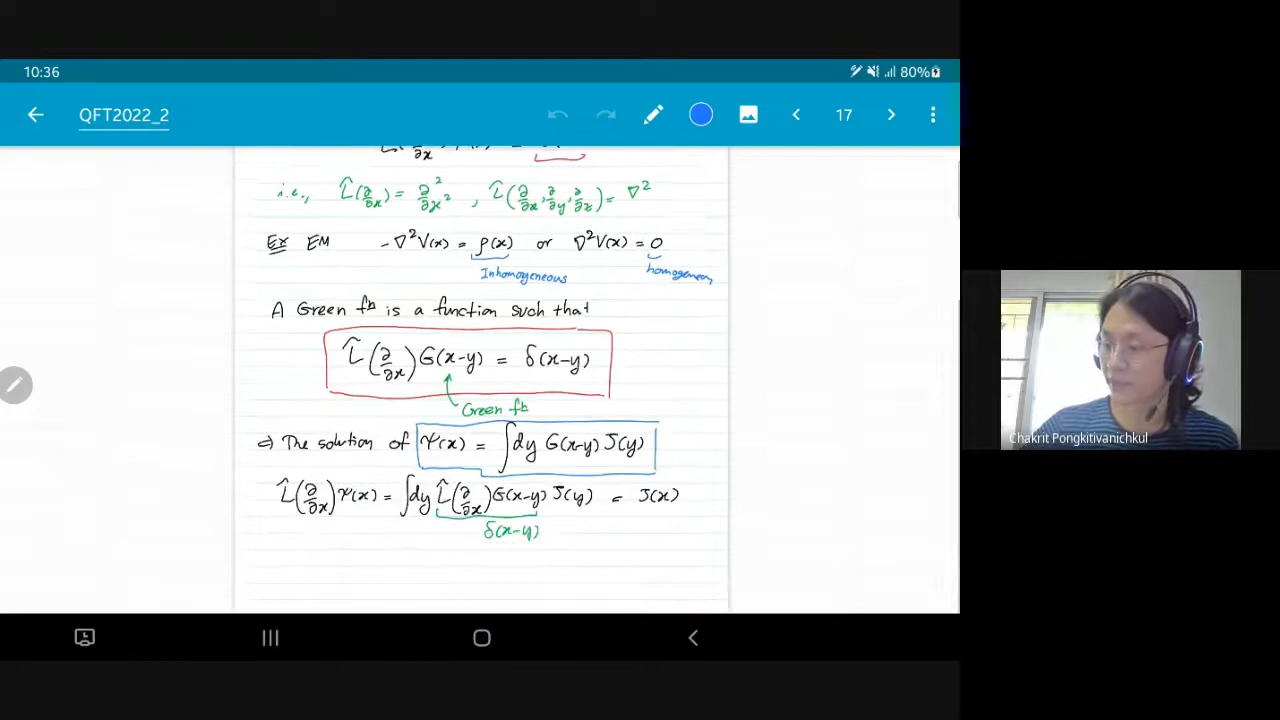 10:36
80%
QFT2022_2
17
∂x
i.e., L̂(∂/∂x) = ∂²/∂x² , L̂(∂/∂x, ∂/∂y, ∂/∂z) = ∇²
Ex EM -∇²V(x) = ρ(x) or ∇²V(x) = 0
Inhomogeneous homogeneous
A Green fn is a function such that
L̂(∂/∂x) G(x-y) = δ(x-y)
Green fn
⇒ The solution of Ψ(x) = ∫dy G(x-y) J(y)
L̂(∂/∂x) Ψ(x) = ∫dy L̂(∂/∂x) G(x-y) J(y) = J(x)
δ(x-y)
Chakrit Pongkitivanichkul